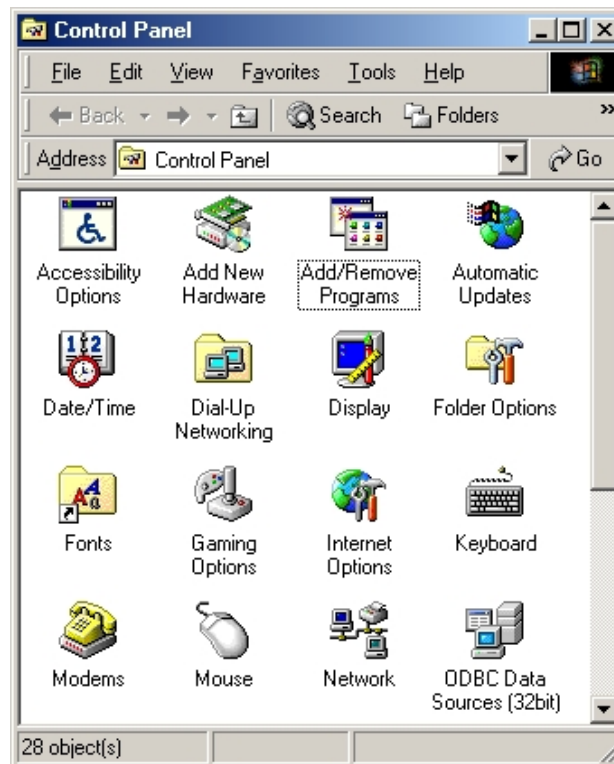 Control Panel
File Edit View Favorites Tools Help
Back Search Folders »
Address Control Panel Go
Accessibility Options
Add New Hardware
Add/Remove Programs
Automatic Updates
Date/Time
Dial-Up Networking
Display
Folder Options
Fonts
Gaming Options
Internet Options
Keyboard
Modems
Mouse
Network
ODBC Data Sources (32bit)
28 object(s)